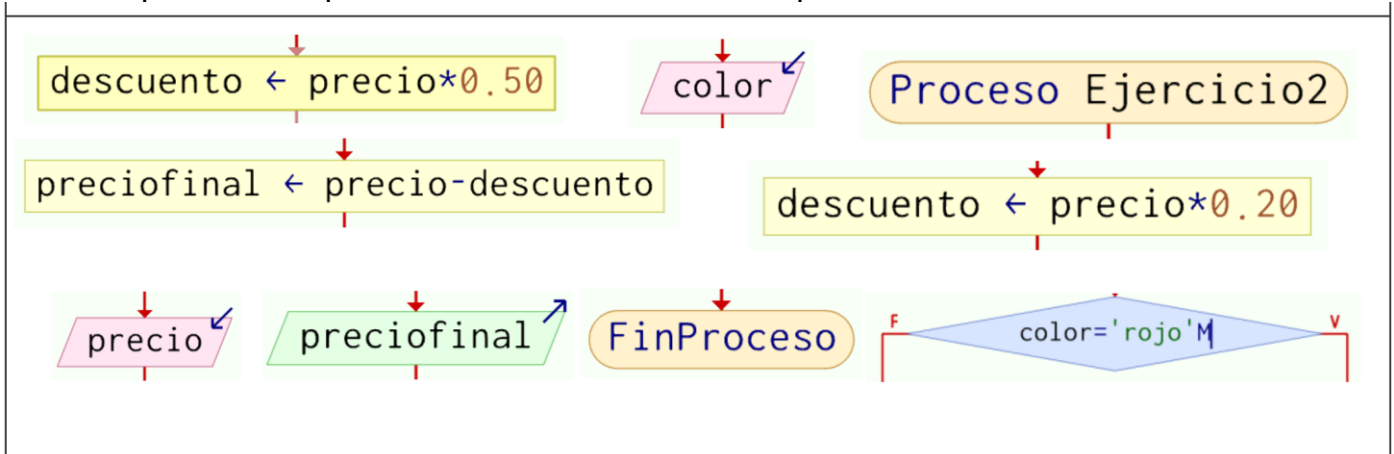 descuento ← precio*0.50
color
Proceso Ejercicio2
preciofinal ← precio-descuento
descuento ← precio*0.20
precio
preciofinal
FinProceso
F
color='rojo'M
V